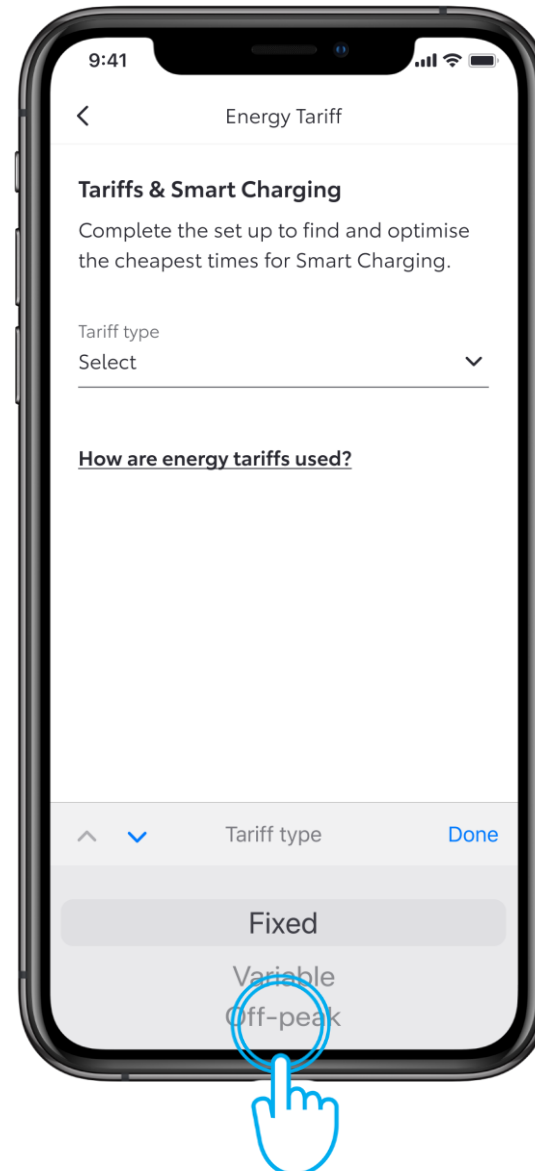 9:41
Energy Tariff
Tariffs & Smart Charging
Complete the set up to find and optimise
the cheapest times for Smart Charging.
Tariff type
Select
How are energy tariffs used?
Tariff type Done
Fixed
Variable
Off-peak